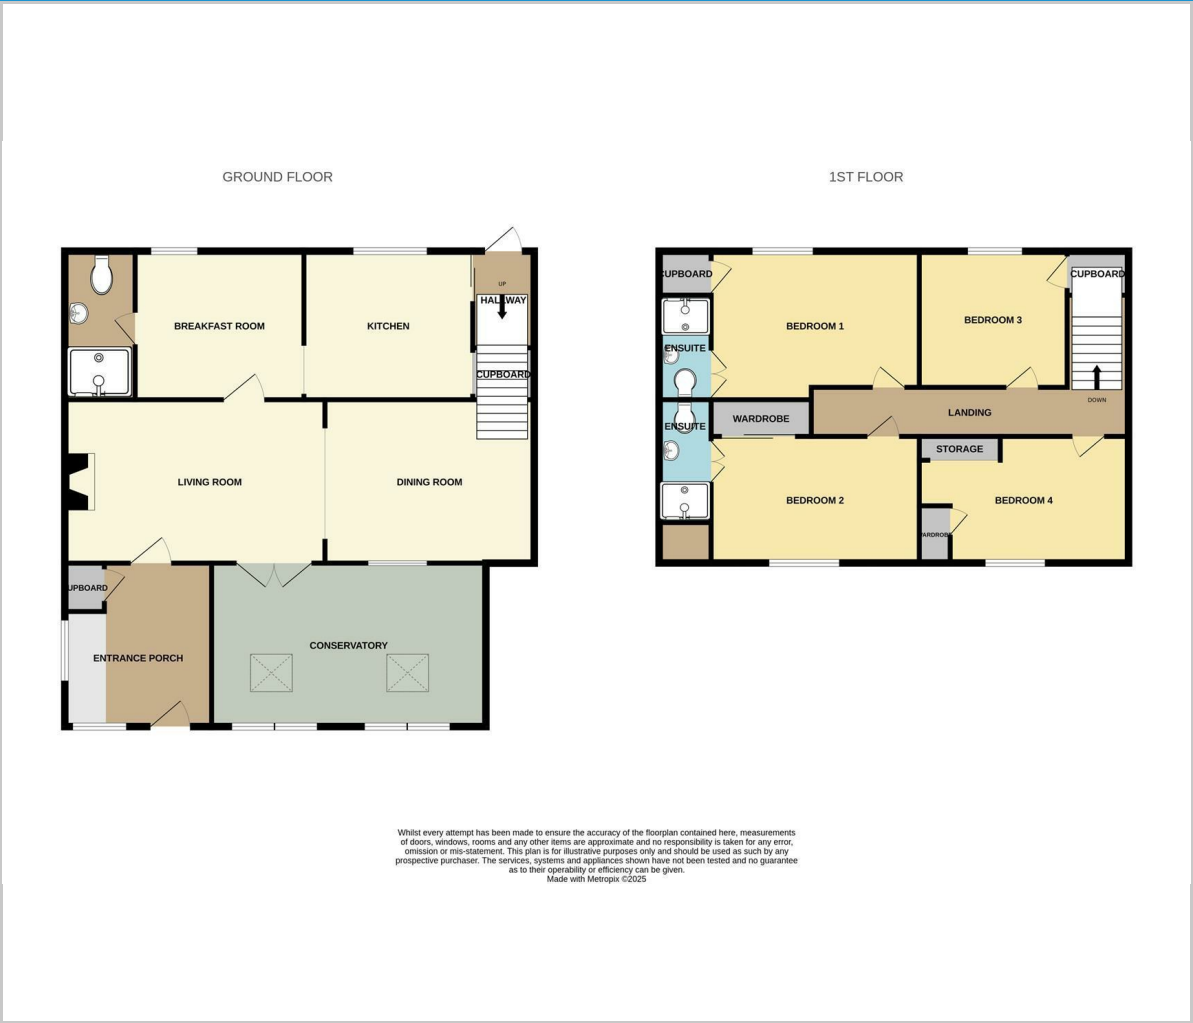 GROUND FLOOR
1ST FLOOR
BREAKFAST ROOM
KITCHEN
UP
HALLWAY
CUPBOARD
LIVING ROOM
DINING ROOM
UPBOARD
ENTRANCE PORCH
CONSERVATORY
CUPBOARD
BEDROOM 1
BEDROOM 3
CUPBOARD
ENSUITE
DOWN
LANDING
WARDROBE
ENSUITE
STORAGE
BEDROOM 2
BEDROOM 4
WARDROBE
Whilst every attempt has been made to ensure the accuracy of the floorplan contained here, measurements
of doors, windows, rooms and any other items are approximate and no responsibility is taken for any error,
omission or mis-statement. This plan is for illustrative purposes only and should be used as such by any
prospective purchaser. The services, systems and appliances shown have not been tested and no guarantee
as to their operability or efficiency can be given.
Made with Metropix ©2025